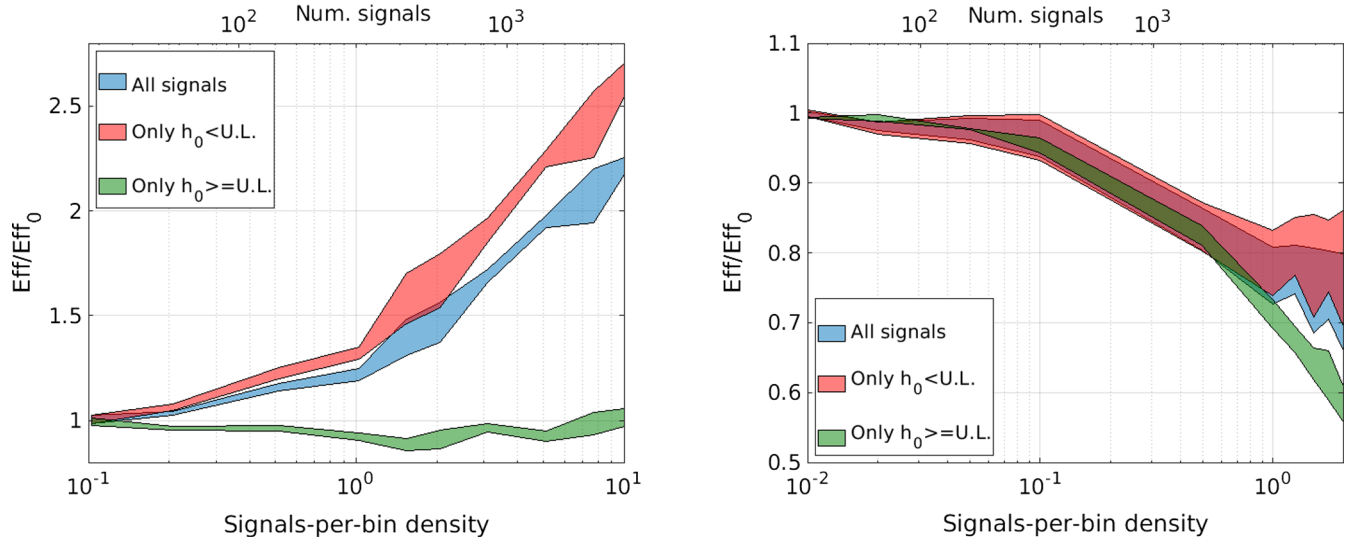 Num. signals
10^2 10^3
2.5
2
1.5
1
Eff/Eff_0
All signals
Only h_0<U.L.
Only h_0>=U.L.
10^-1 10^0 10^1
Signals-per-bin density
Num. signals
10^2 10^3
1.1
1
0.9
0.8
0.7
0.6
0.5
Eff/Eff_0
All signals
Only h_0<U.L.
Only h_0>=U.L.
10^-2 10^-1 10^0
Signals-per-bin density